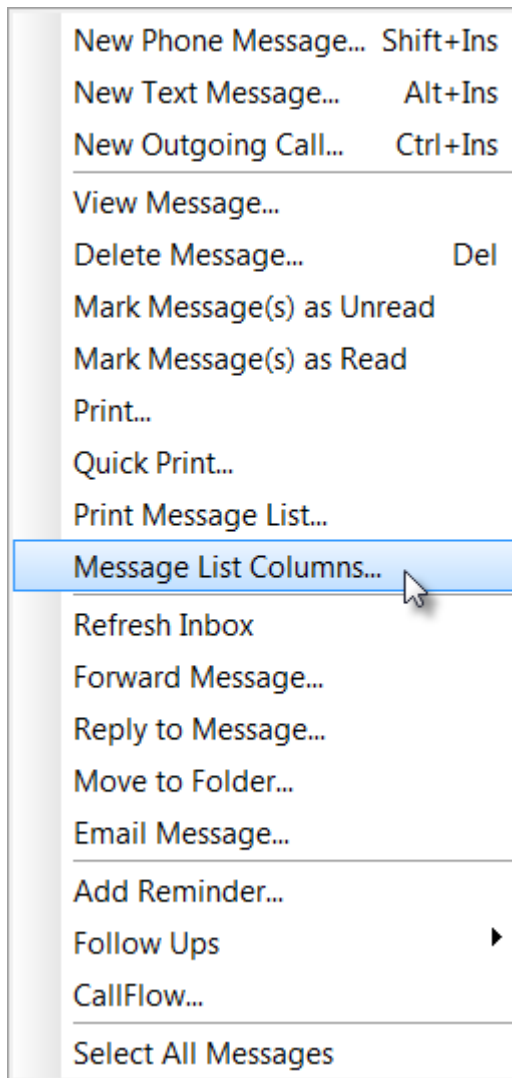 New Phone Message... Shift+Ins
New Text Message... Alt+Ins
New Outgoing Call... Ctrl+Ins
View Message...
Delete Message... Del
Mark Message(s) as Unread
Mark Message(s) as Read
Print...
Quick Print...
Print Message List...
Message List Columns...
Refresh Inbox
Forward Message...
Reply to Message...
Move to Folder...
Email Message...
Add Reminder...
Follow Ups
CallFlow...
Select All Messages